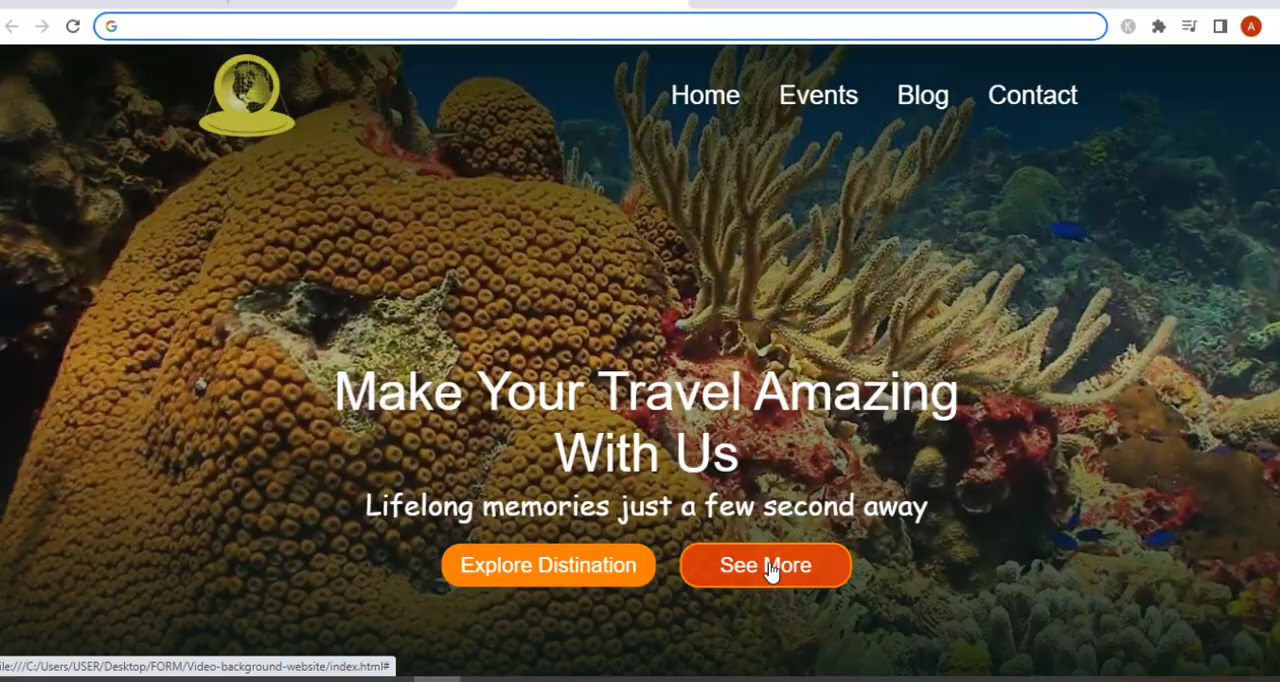 A
Home Events Blog Contact
Make Your Travel Amazing
With Us
Lifelong memories just a few second away
Explore Distination See More
ile:///C:/Users/USER/Desktop/FORM/Video-background-website/index.html#